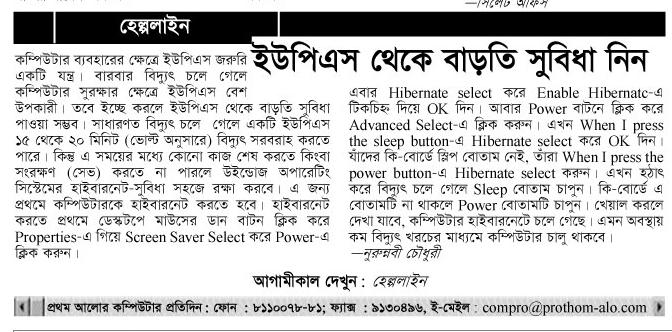 —সিলেট অফিস
হেল্পলাইন
ইউপিএস থেকে বাড়তি সুবিধা নিন
কম্পিউটার ব্যবহারের ক্ষেত্রে ইউপিএস জরুরি
একটি যন্ত্র। বারবার বিদ্যুৎ চলে গেলে
কম্পিউটার সুরক্ষার ক্ষেত্রে ইউপিএস বেশ
উপকারী। তবে ইচ্ছে করলে ইউপিএস থেকে বাড়তি সুবিধা
পাওয়া সম্ভব। সাধারণত বিদ্যুৎ চলে গেলে একটি ইউপিএস
১৫ থেকে ২০ মিনিট (ভোল্ট অনুসারে) বিদ্যুৎ সরবরাহ করতে
পারে। কিন্তু এ সময়ের মধ্যে কোনো কাজ শেষ করতে কিংবা
সংরক্ষণ (সেভ) করতে না পারলে উইন্ডোজ অপারেটিং
সিস্টেমের হাইবারনেট-সুবিধা সহজে রক্ষা করবে। এ জন্য
প্রথমে কম্পিউটারকে হাইবারনেট করতে হবে। হাইবারনেট
করতে প্রথমে ডেস্কটপে মাউসের ডান বাটন ক্লিক করে
Properties-এ গিয়ে Screen Saver Select করে Power-এ
ক্লিক করুন।
এবার Hibernate select করে Enable Hibernate-এ
টিকচিহ্ন দিয়ে OK দিন। আবার Power বাটনে ক্লিক করে
Advanced Select-এ ক্লিক করুন। এখন When I press
the sleep button-এ Hibernate select করে OK দিন।
যাঁদের কি-বোর্ডে স্লিপ বোতাম নেই, তাঁরা When I press the
power button-এ Hibernate select করুন। এখন হঠাৎ
করে বিদ্যুৎ চলে গেলে Sleep বোতাম চাপুন। কি-বোর্ডে এ
বোতামটি না থাকলে Power বোতামটি চাপুন। খেয়াল করলে
দেখা যাবে, কম্পিউটার হাইবারনেটে চলে গেছে। এমন অবস্থায়
কম বিদ্যুৎ খরচের মাধ্যমে কম্পিউটার চালু থাকবে।
—নুরুন্নবী চৌধুরী
আগামীকাল দেখুন : হেল্পলাইন
প্রথম আলোর কম্পিউটার প্রতিদিন : ফোন : ৮১১০০৭৮-৮১; ফ্যাক্স : ৯১৩০৪৯৬, ই-মেইল : compro@prothom-alo.com